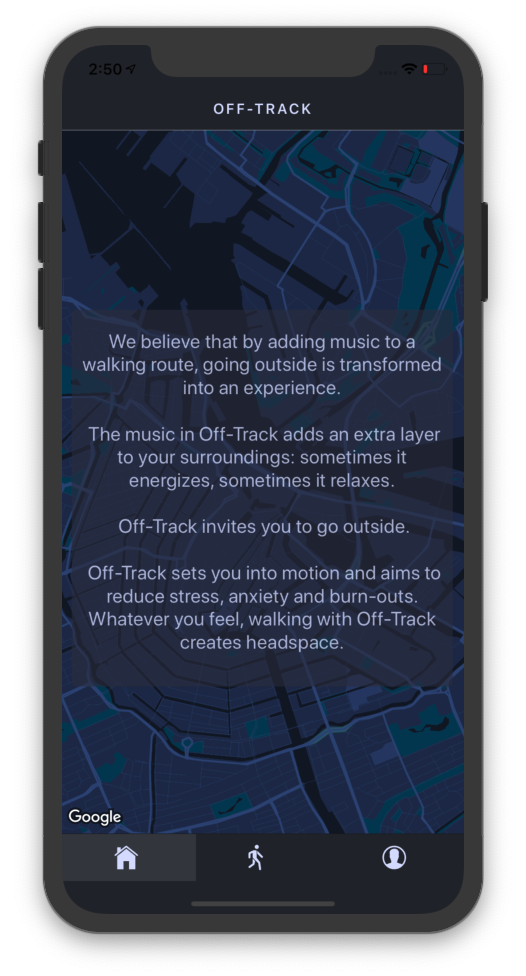 2:50
OFF-TRACK
We believe that by adding music to a
walking route, going outside is transformed
into an experience.
The music in Off-Track adds an extra layer
to your surroundings: sometimes it
energizes, sometimes it relaxes.
Off-Track invites you to go outside.
Off-Track sets you into motion and aims to
reduce stress, anxiety and burn-outs.
Whatever you feel, walking with Off-Track
creates headspace.
Google